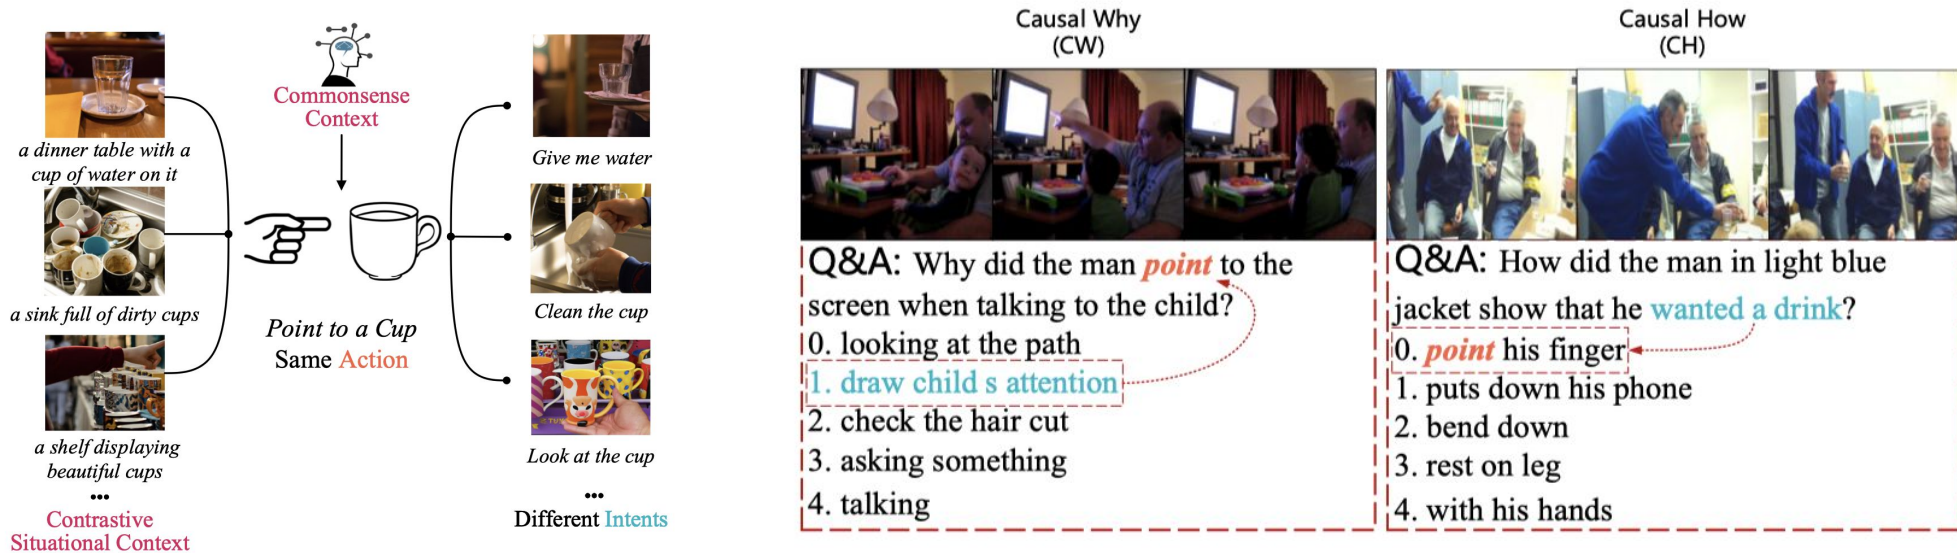 Commonsense
Context
a dinner table with a
cup of water on it
a sink full of dirty cups
a shelf displaying
beautiful cups
...
Contrastive
Situational Context
Point to a Cup
Same Action
Give me water
Clean the cup
Look at the cup
...
Different Intents
Causal Why
(CW)
Q&A: Why did the man point to the
screen when talking to the child?
0. looking at the path
1. draw child s attention
2. check the hair cut
3. asking something
4. talking
Causal How
(CH)
Q&A: How did the man in light blue
jacket show that he wanted a drink?
0. point his finger
1. puts down his phone
2. bend down
3. rest on leg
4. with his hands